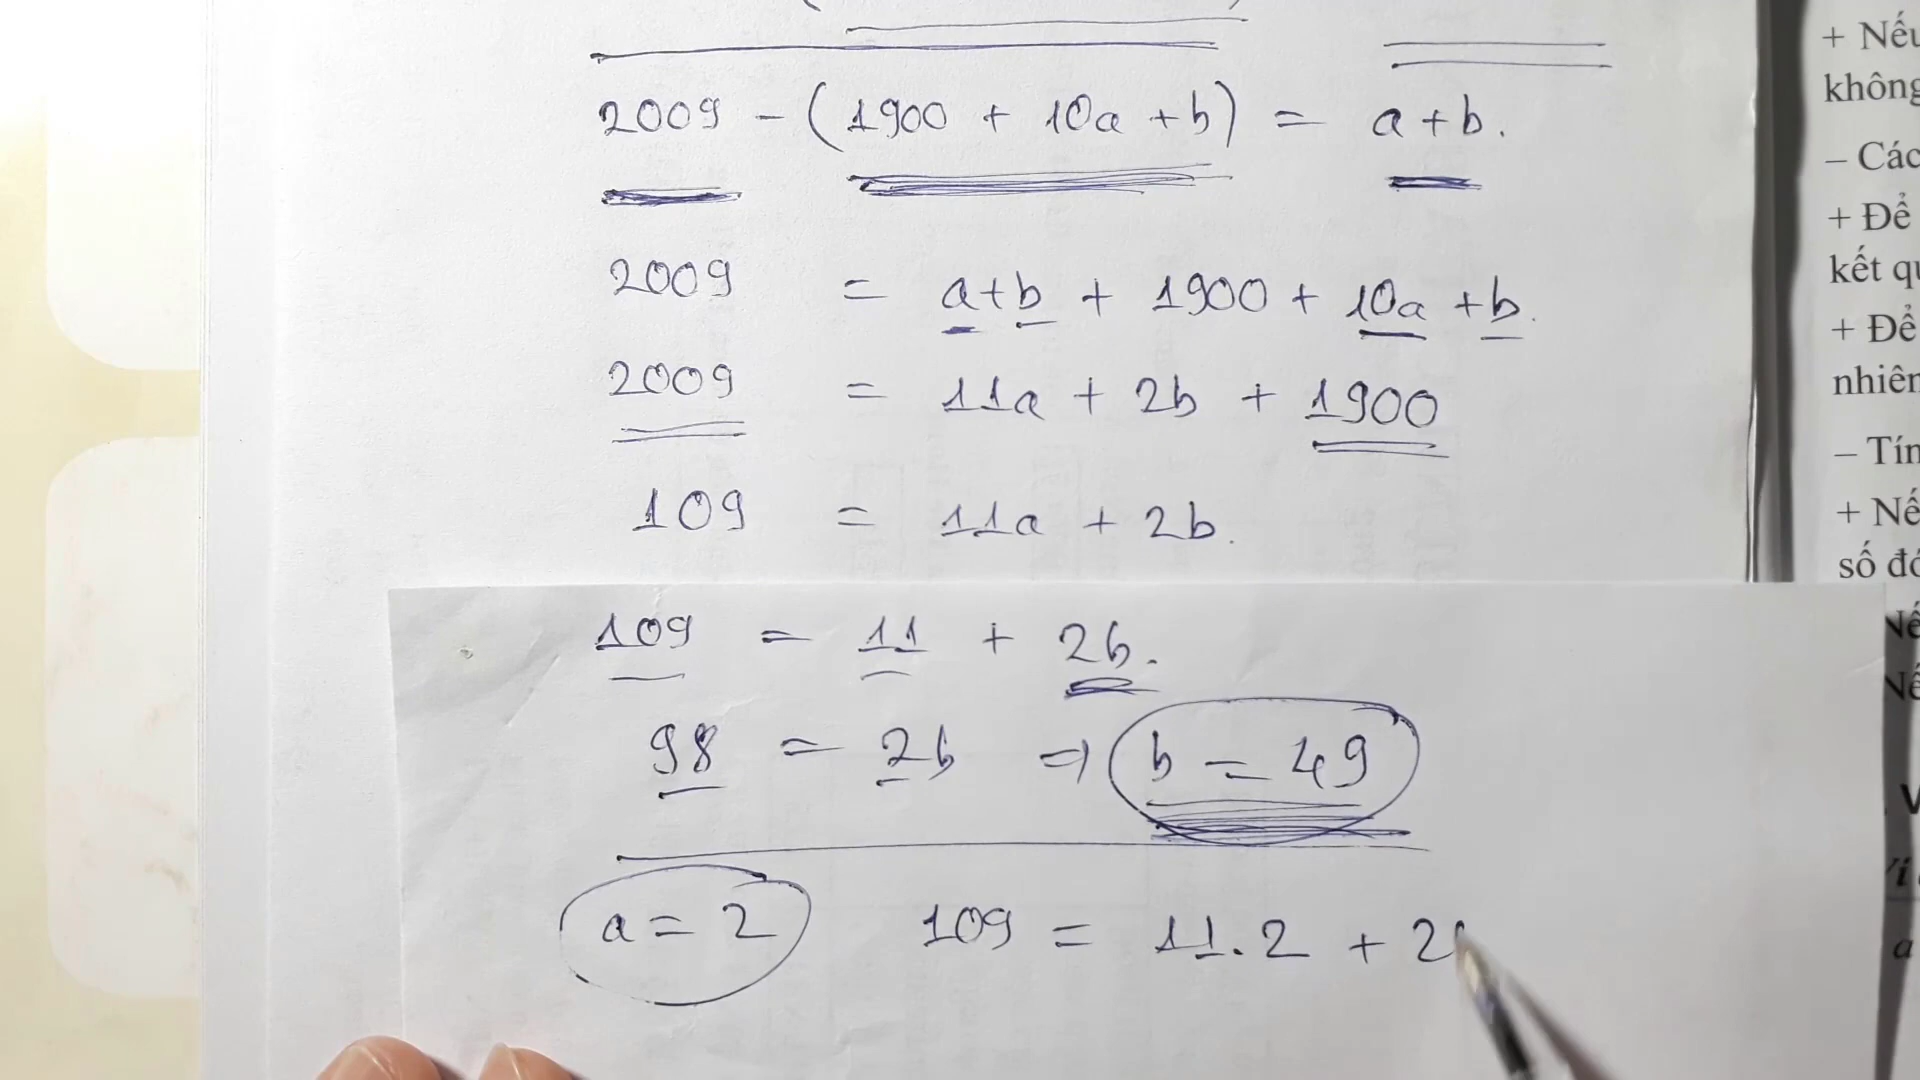 2009 - (1900 + 10a + b) = a + b.
2009 = a + b + 1900 + 10a + b.
2009 = 11a + 2b + 1900
109 = 11a + 2b.
109 = 11 + 2b.
98 = 2b => b = 49
a = 2 109 = 11.2 + 2
+ Nếu
không
– Các
+ Để
kết
+ Để
nhiên
+ Nế
số